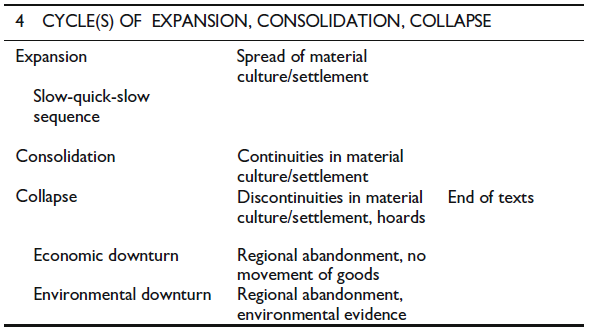 4 CYCLE(S) OF EXPANSION, CONSOLIDATION, COLLAPSE
Expansion Spread of material
culture/settlement
Slow-quick-slow
sequence
Consolidation Continuities in material
culture/settlement
Collapse Discontinuities in material End of texts
culture/settlement, hoards
Economic downturn Regional abandonment, no
movement of goods
Environmental downturn Regional abandonment,
environmental evidence